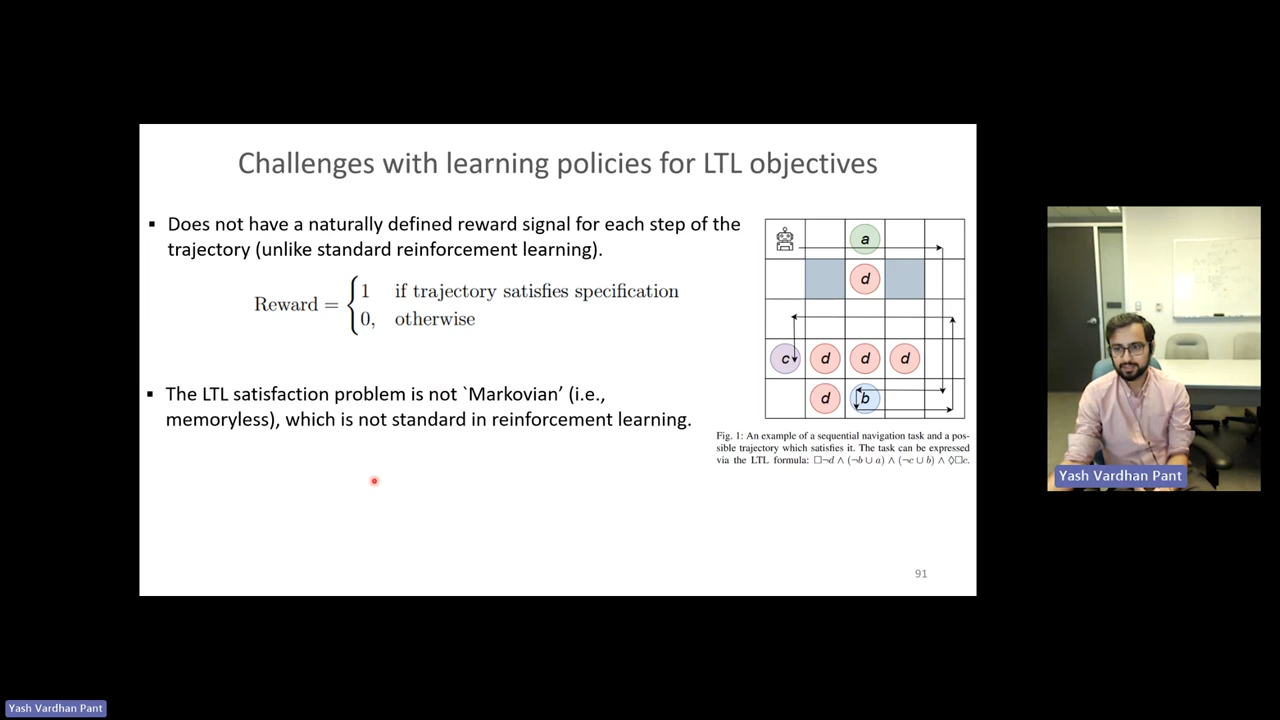 Challenges with learning policies for LTL objectives
▪ Does not have a naturally defined reward signal for each step of the
trajectory (unlike standard reinforcement learning).
Reward = { 1 if trajectory satisfies specification
0, otherwise
▪ The LTL satisfaction problem is not `Markovian’ (i.e.,
memoryless), which is not standard in reinforcement learning.
a
d
c d d d
d b
Fig. 1: An example of a sequential navigation task and a pos-
sible trajectory which satisfies it. The task can be expressed
via the LTL formula: □¬d ∧ (¬b U a) ∧ (¬c U b) ∧ ◊□c.
91
Yash Vardhan Pant
Yash Vardhan Pant